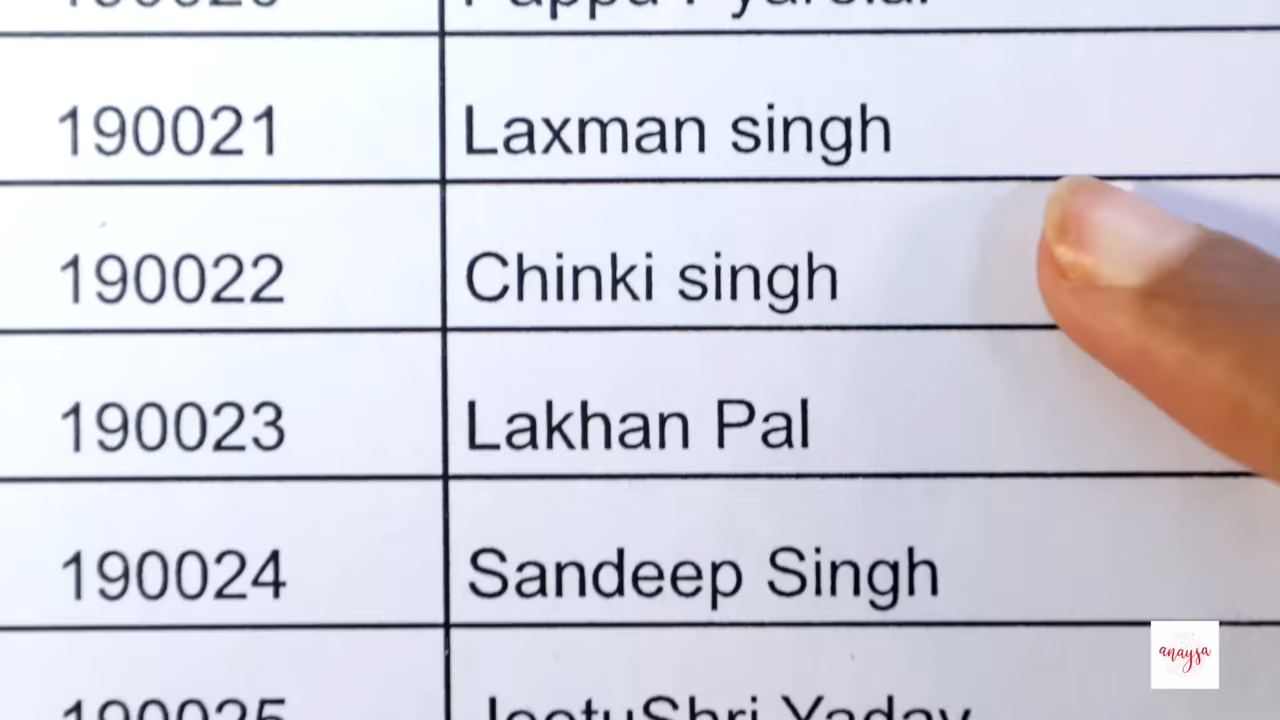 190021 Laxman singh
190022 Chinki singh
190023 Lakhan Pal
190024 Sandeep Singh
190025 JeetuShri Yadav
anaysa